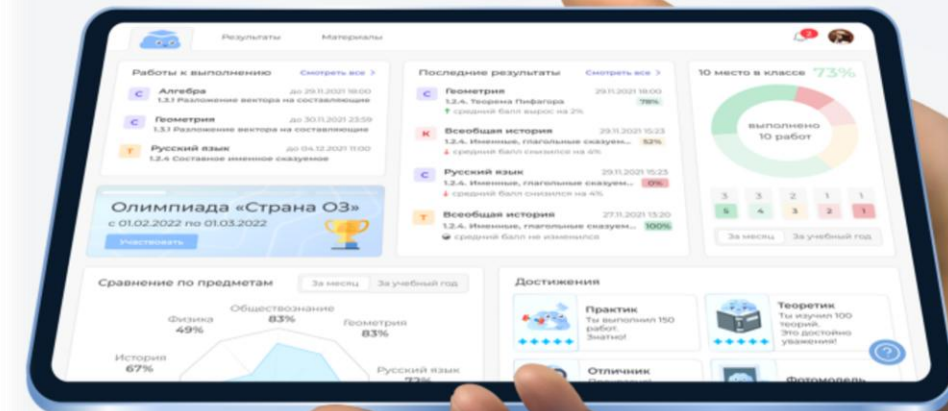 Результаты
Материалы
2
Работы к выполнению
Смотреть все >
С
Алгебра
до 29.11.2021 18:00
1.3.1 Разложение вектора на составляющие
С
Геометрия
до 30.11.2021 23:59
1.3.1 Разложение вектора на составляющие
Т
Русский язык
до 04.12.2021 11:00
1.2.4 Составное именное сказуемое
Олимпиада «Страна ОЗ»
с 01.02.2022 по 01.03.2022
Участвовать
Последние результаты
Смотреть все >
С
Геометрия
29.11.2021 18:00
1.2.4. Теорема Пифагора
78%
↑ средний балл вырос на 2%
К
Всеобщая история
29.11.2021 15:23
1.2.4. Именные, глагольные сказуем...
52%
↓ средний балл снизился на 4%
С
Русский язык
29.11.2021 15:23
1.2.4. Именные, глагольные сказуем...
0%
↓ средний балл снизился на 4%
Т
Всеобщая история
27.11.2021 13:20
1.2.4. Именные, глагольные сказуем...
100%
средний балл не изменился
10 место в классе 73%
выполнено
10 работ
3 3 2 1 1
5 4 3 2 1
За месяц
За учебный год
Сравнение по предметам
За месяц
За учебный год
Обществознание
83%
Физика
49%
Геометрия
83%
История
67%
Русский язык
72%
Достижения
Практик
Ты выполнил 150
работ.
Знатно!
Теоретик
Ты изучил 100
теорий.
Это достойно
уважения!
?
Отличник
Фотомодель